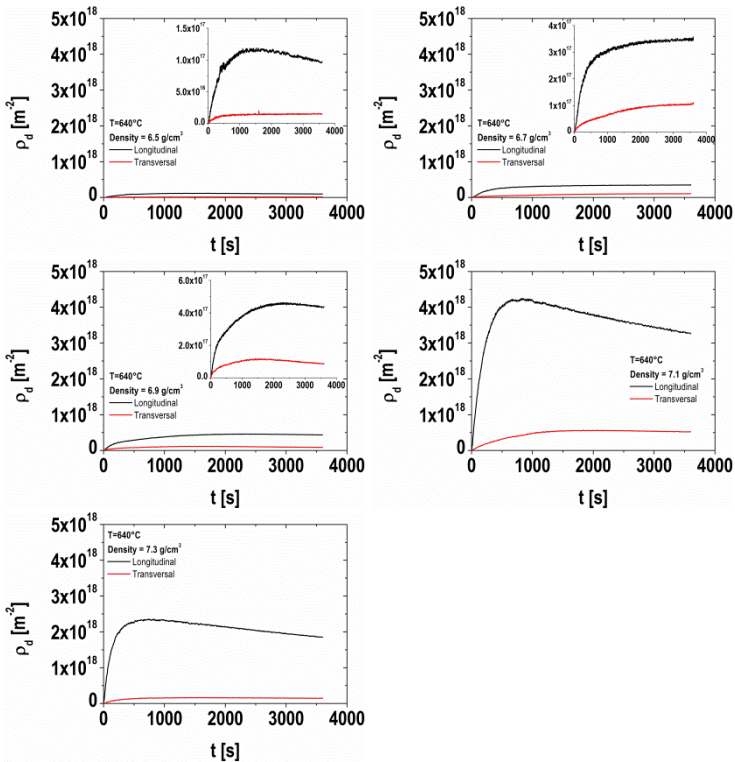 5x10^18
4x10^18
3x10^18
2x10^18
1x10^18
0
ρ_d [m^-2]
1.5x10^17
1.0x10^17
5.0x10^16
0.0
0 1000 2000 3000 4000
T=640°C
Density = 6.5 g/cm^3
Longitudinal
Transversal
0 1000 2000 3000 4000
t [s]
5x10^18
4x10^18
3x10^18
2x10^18
1x10^18
0
ρ_d [m^-2]
4x10^17
3x10^17
2x10^17
1x10^17
0
0 1000 2000 3000 4000
T=640°C
Density = 6.7 g/cm^3
Longitudinal
Transversal
0 1000 2000 3000 4000
t [s]
5x10^18
4x10^18
3x10^18
2x10^18
1x10^18
0
ρ_d [m^-2]
6.0x10^17
4.0x10^17
2.0x10^17
0.0
0 1000 2000 3000 4000
T=640°C
Density = 6.9 g/cm^3
Longitudinal
Transversal
0 1000 2000 3000 4000
t [s]
5x10^18
4x10^18
3x10^18
2x10^18
1x10^18
0
ρ_d [m^-2]
T=640°C
Density = 7.1 g/cm^3
Longitudinal
Transversal
0 1000 2000 3000 4000
t [s]
5x10^18
4x10^18
3x10^18
2x10^18
1x10^18
0
ρ_d [m^-2]
T=640°C
Density = 7.3 g/cm^3
Longitudinal
Transversal
0 1000 2000 3000 4000
t [s]